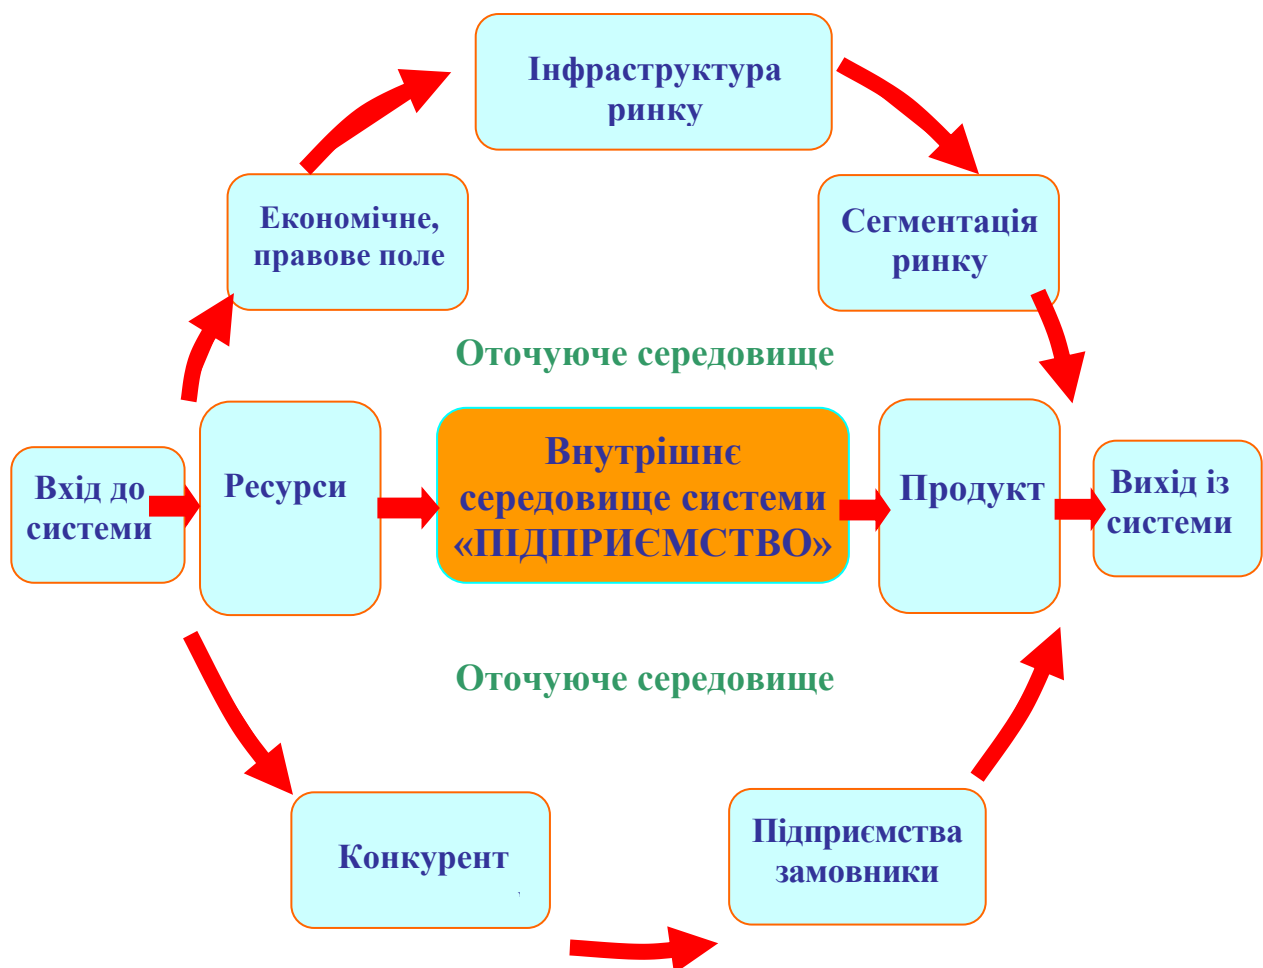 Інфраструктура
ринку
Економічне,
правове поле
Сегментація
ринку
Оточуюче середовище
Вхід до
системи
Ресурси
Внутрішнє
середовище системи
«ПІДПРИЄМСТВО»
Продукт
Вихід із
системи
Оточуюче середовище
Конкурент
Підприємства
замовники